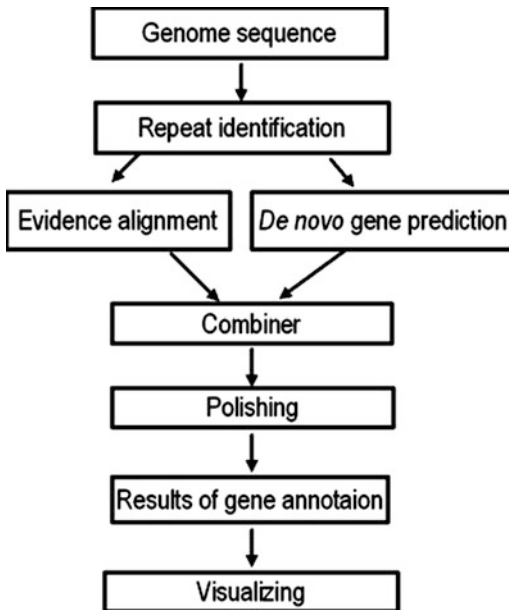 Genome sequence
Repeat identification
Evidence alignment
De novo gene prediction
Combiner
Polishing
Results of gene annotaion
Visualizing